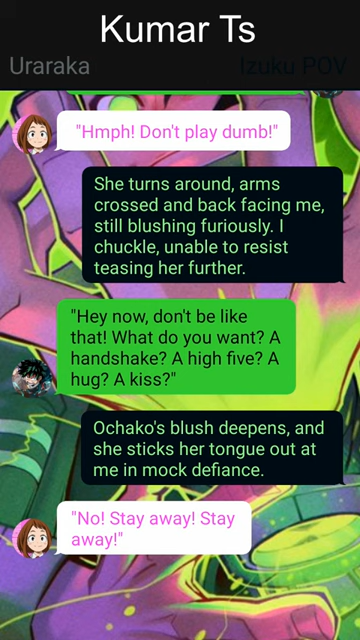 Kumar Ts
Uraraka
Izuku POV
"Hmph! Don't play dumb!"
She turns around, arms
crossed and back facing me,
still blushing furiously. I
chuckle, unable to resist
teasing her further.
"Hey now, don't be like
that! What do you want? A
handshake? A high five? A
hug? A kiss?"
Ochako's blush deepens, and
she sticks her tongue out at
me in mock defiance.
"No! Stay away! Stay
away!"